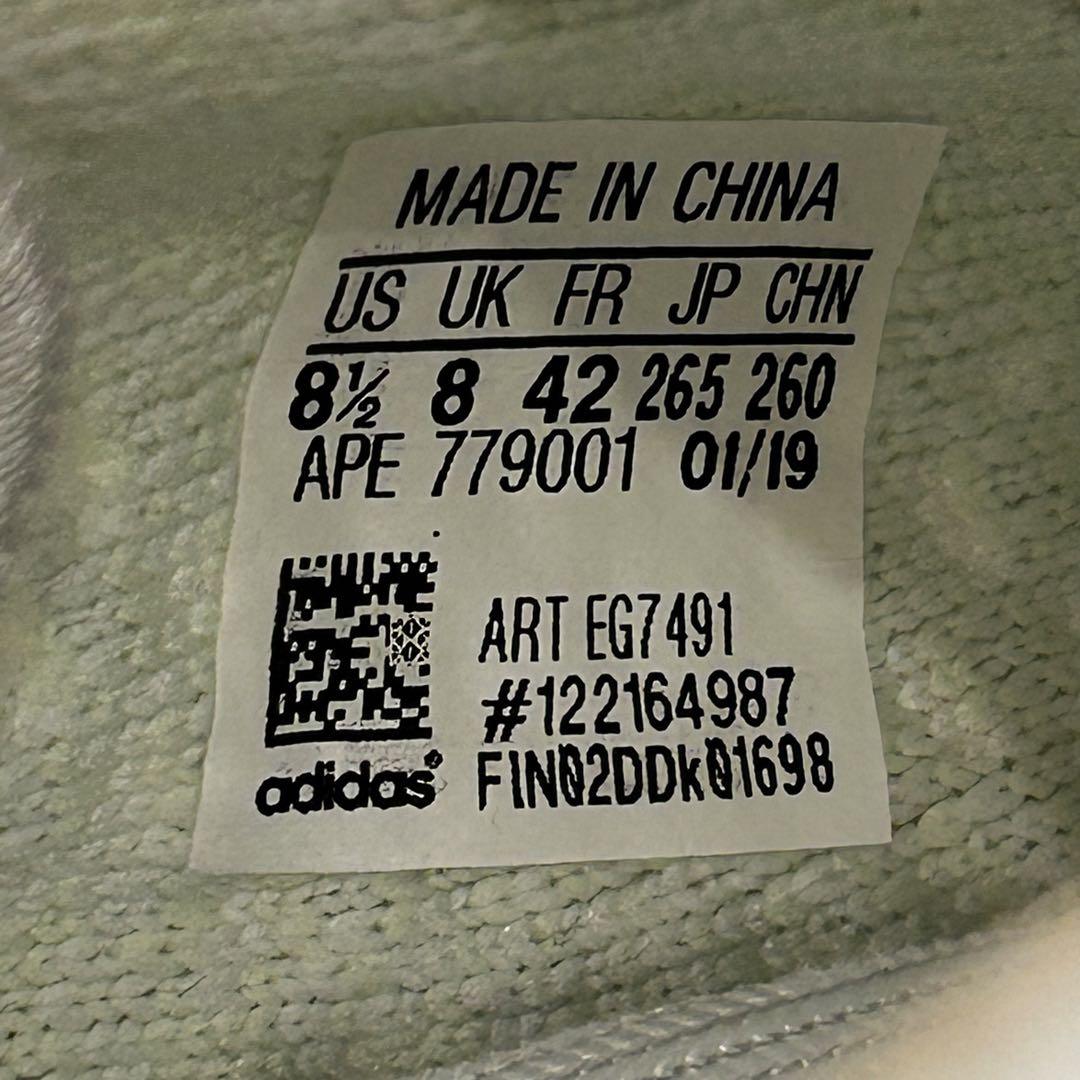 MADE IN CHINA
US UK FR JP CHN
8½ 8 42 265 260
APE 779001 01/19
ART EG7491
#122164987
FIN02DDK01698
adidas®